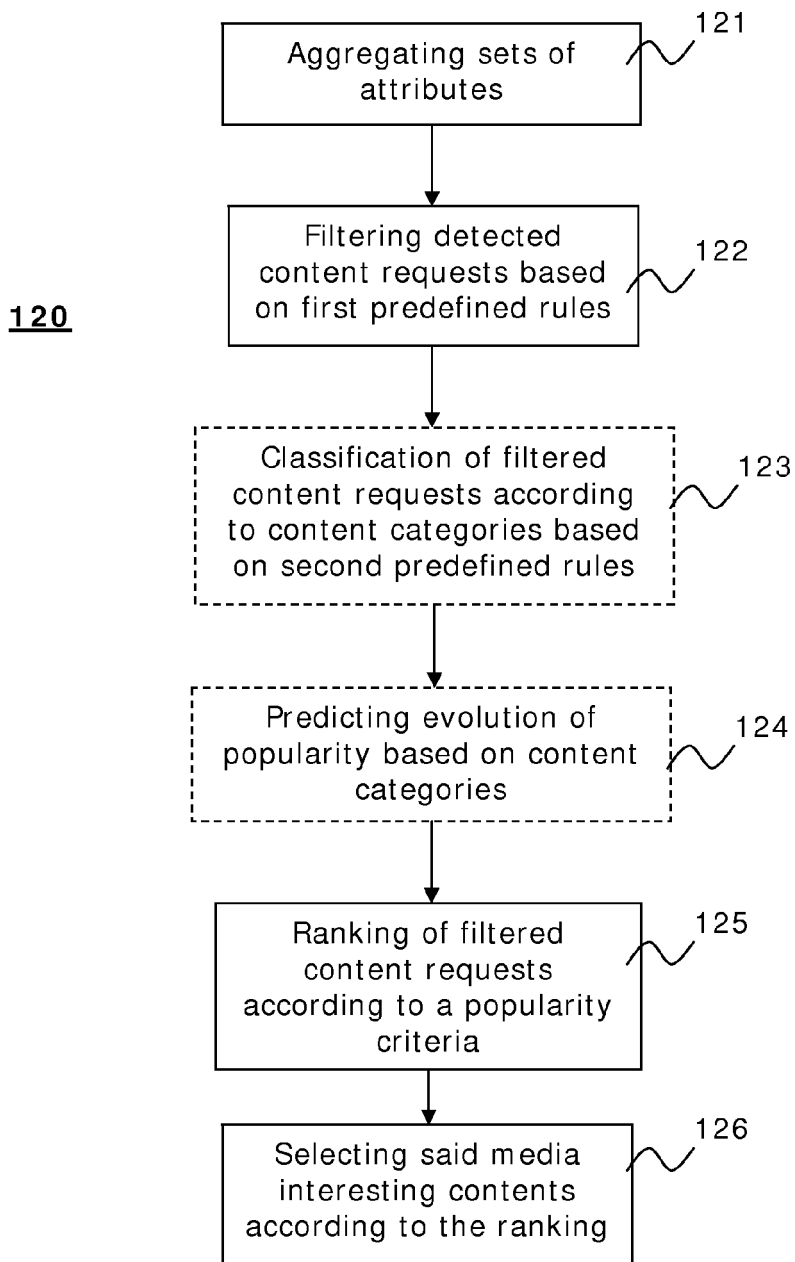 121
Aggregating sets of
attributes
122
Filtering detected
content requests based
on first predefined rules
120
123
Classification of filtered
content requests according
to content categories based
on second predefined rules
124
Predicting evolution of
popularity based on content
categories
125
Ranking of filtered
content requests
according to a popularity
criteria
126
Selecting said media
interesting contents
according to the ranking